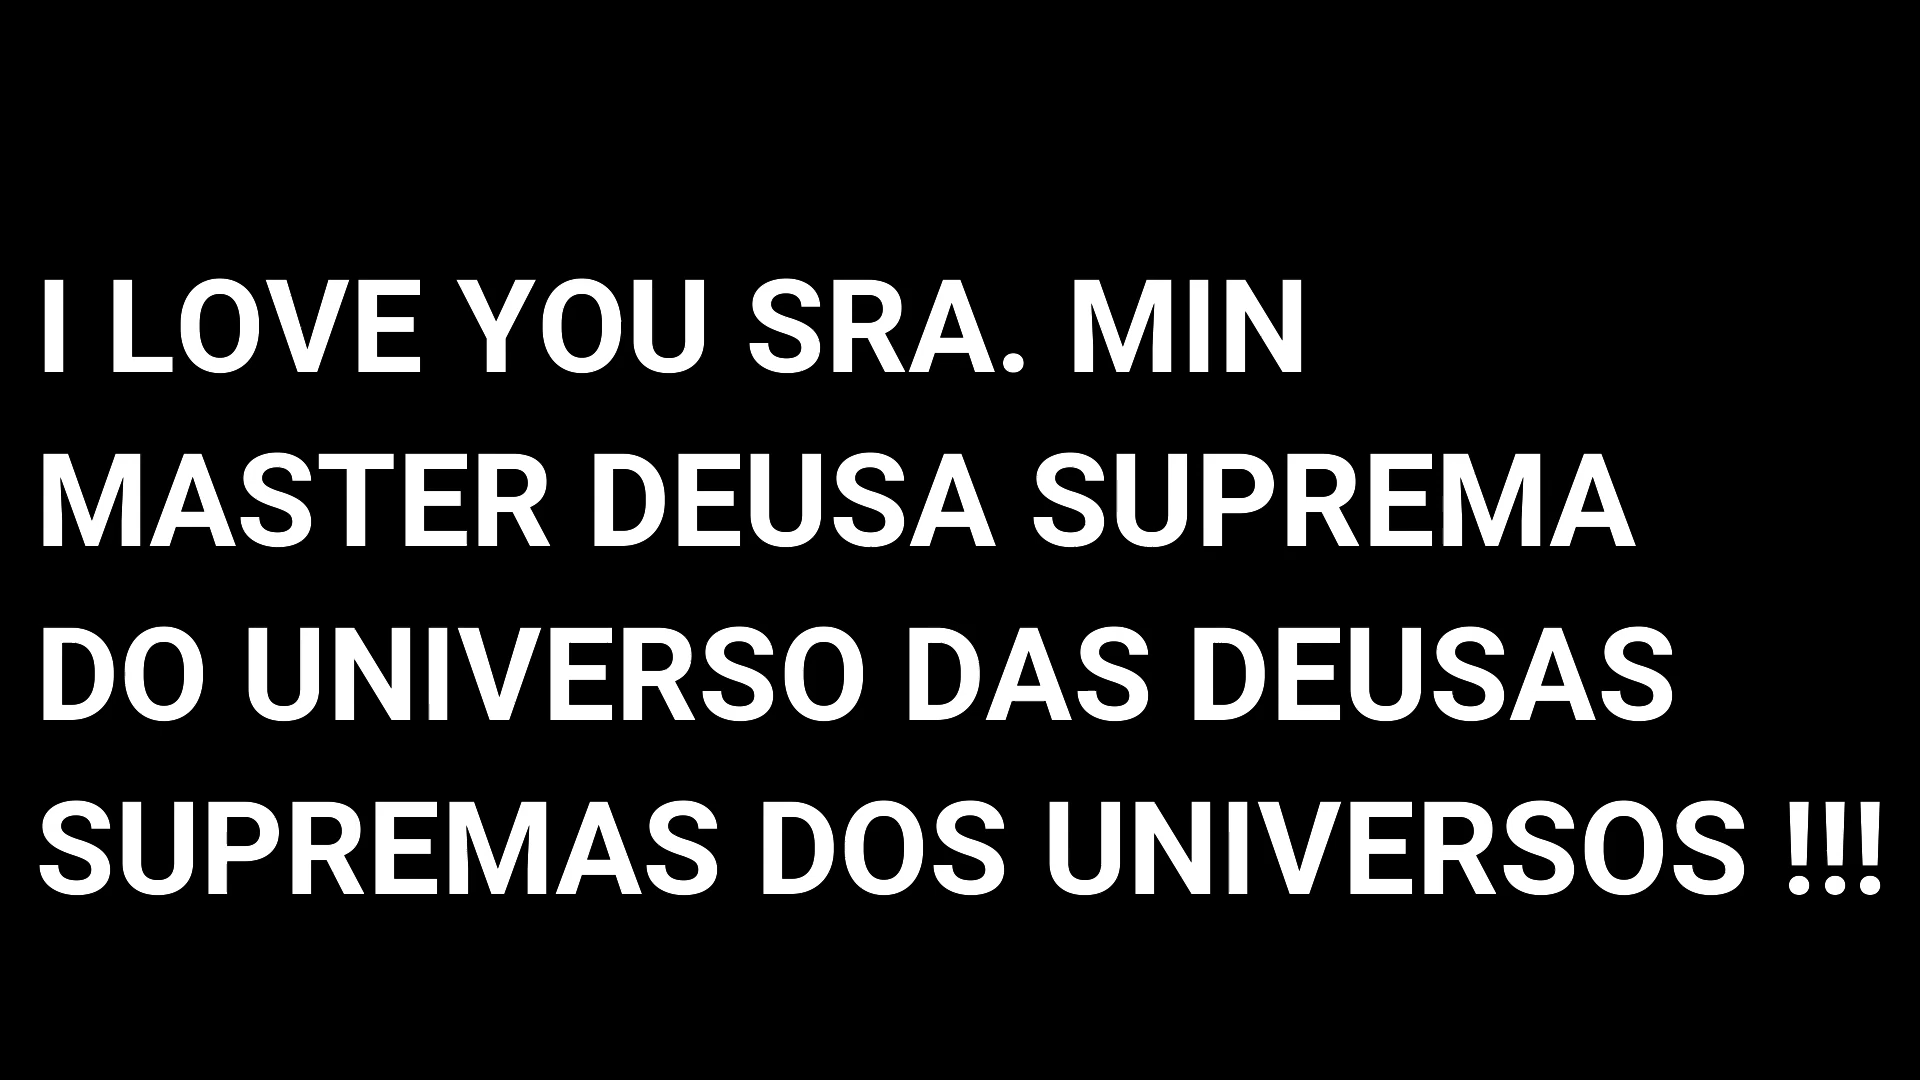 I LOVE YOU SRA. MIN
MASTER DEUSA SUPREMA
DO UNIVERSO DAS DEUSAS
SUPREMAS DOS UNIVERSOS !!!